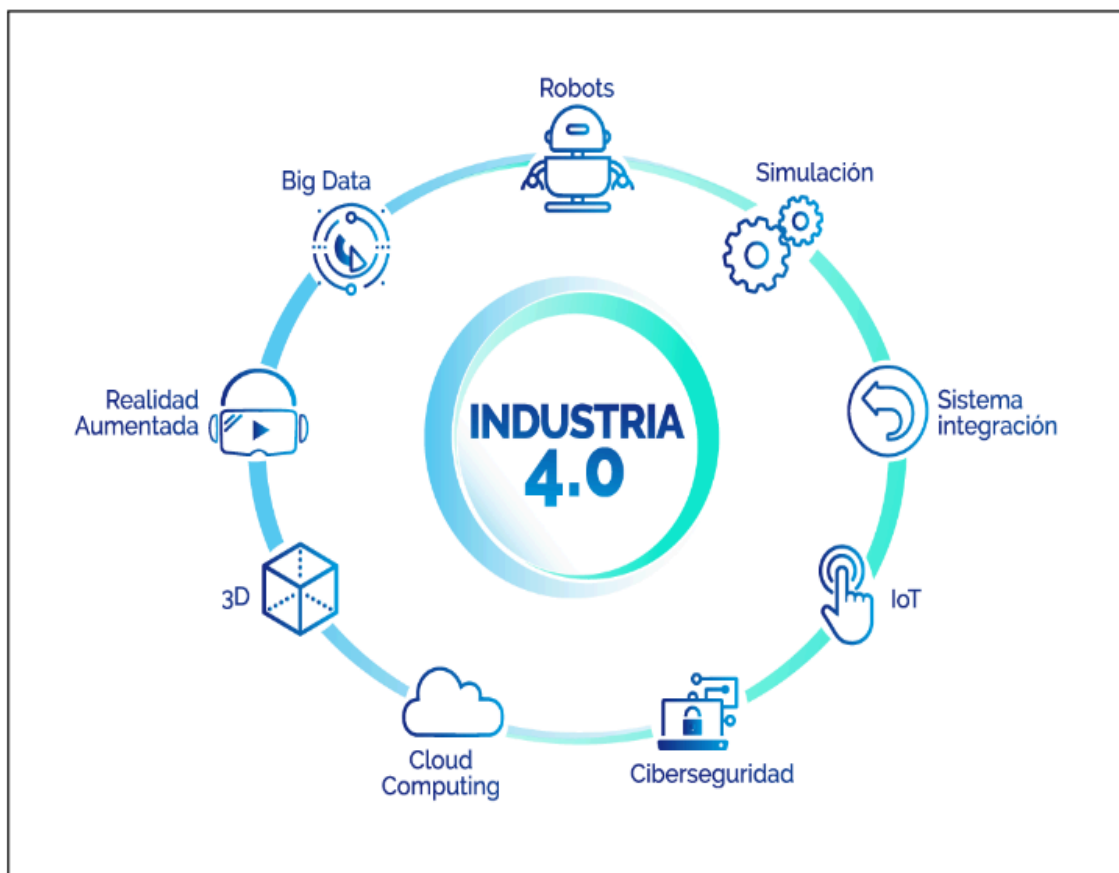 Robots
Simulación
Big Data
Realidad
Aumentada
Sistema
integración
INDUSTRIA
4.0
3D
IoT
Cloud
Computing
Ciberseguridad